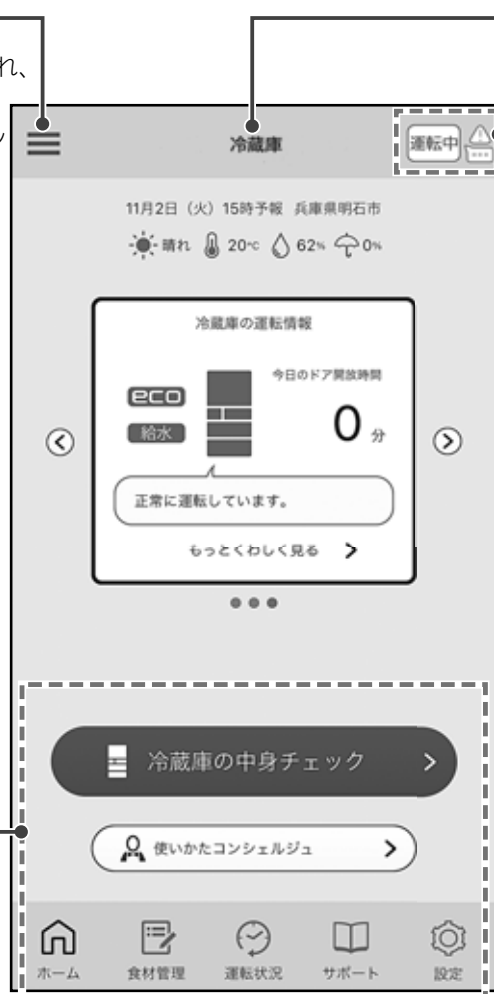 れ、
冷蔵庫
運転中
11月2日（火）15時予報 兵庫県明石市
晴れ 20℃ 62% 0%
冷蔵庫の運転情報
今日のドア開放時間
eco
給水
0分
正常に運転しています。
もっとくわしく見る
冷蔵庫の中身チェック
使いかたコンシェルジュ
ホーム 食材管理 運転状況 サポート 設定